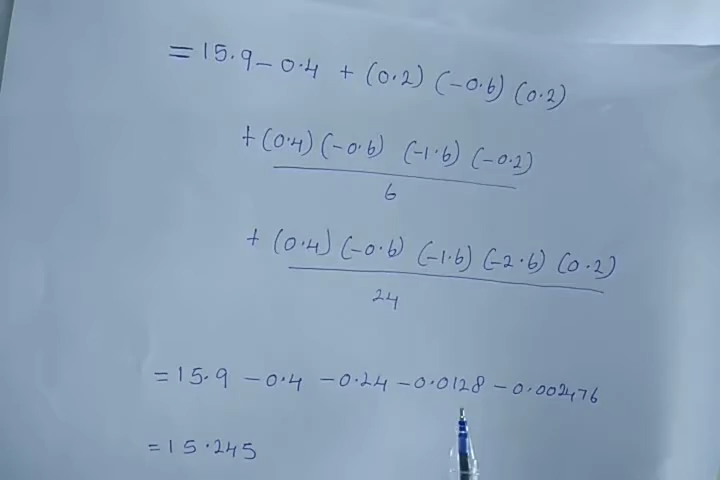 = 15.9 - 0.4 + (0.2) (-0.6) (0.2)
+ (0.4) (-0.6) (-1.6) (-0.2)
6
+ (0.4) (-0.6) (-1.6) (-2.6) (0.2)
24
= 15.9 - 0.4 - 0.24 - 0.0128 - 0.002476
= 15.245